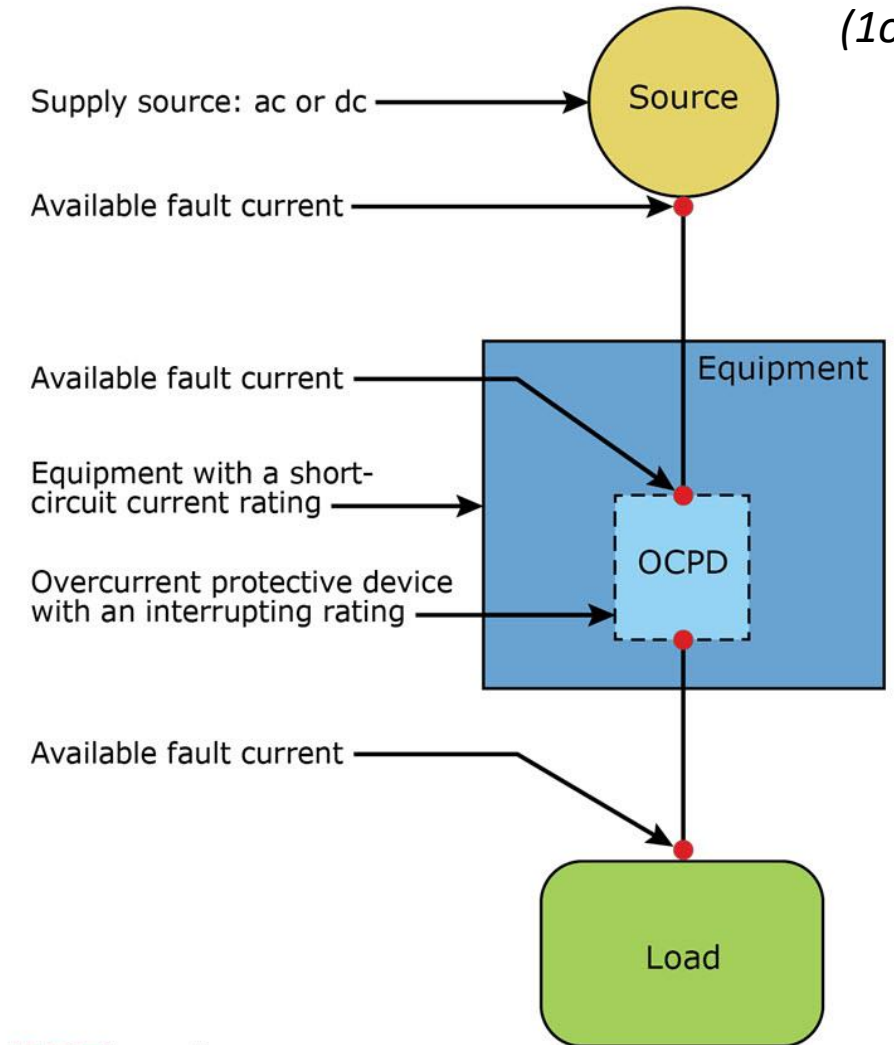 (1o
Supply source: ac or dc
Source
Available fault current
Equipment
Available fault current
Equipment with a short-
circuit current rating
OCPD
Overcurrent protective device
with an interrupting rating
Available fault current
Load